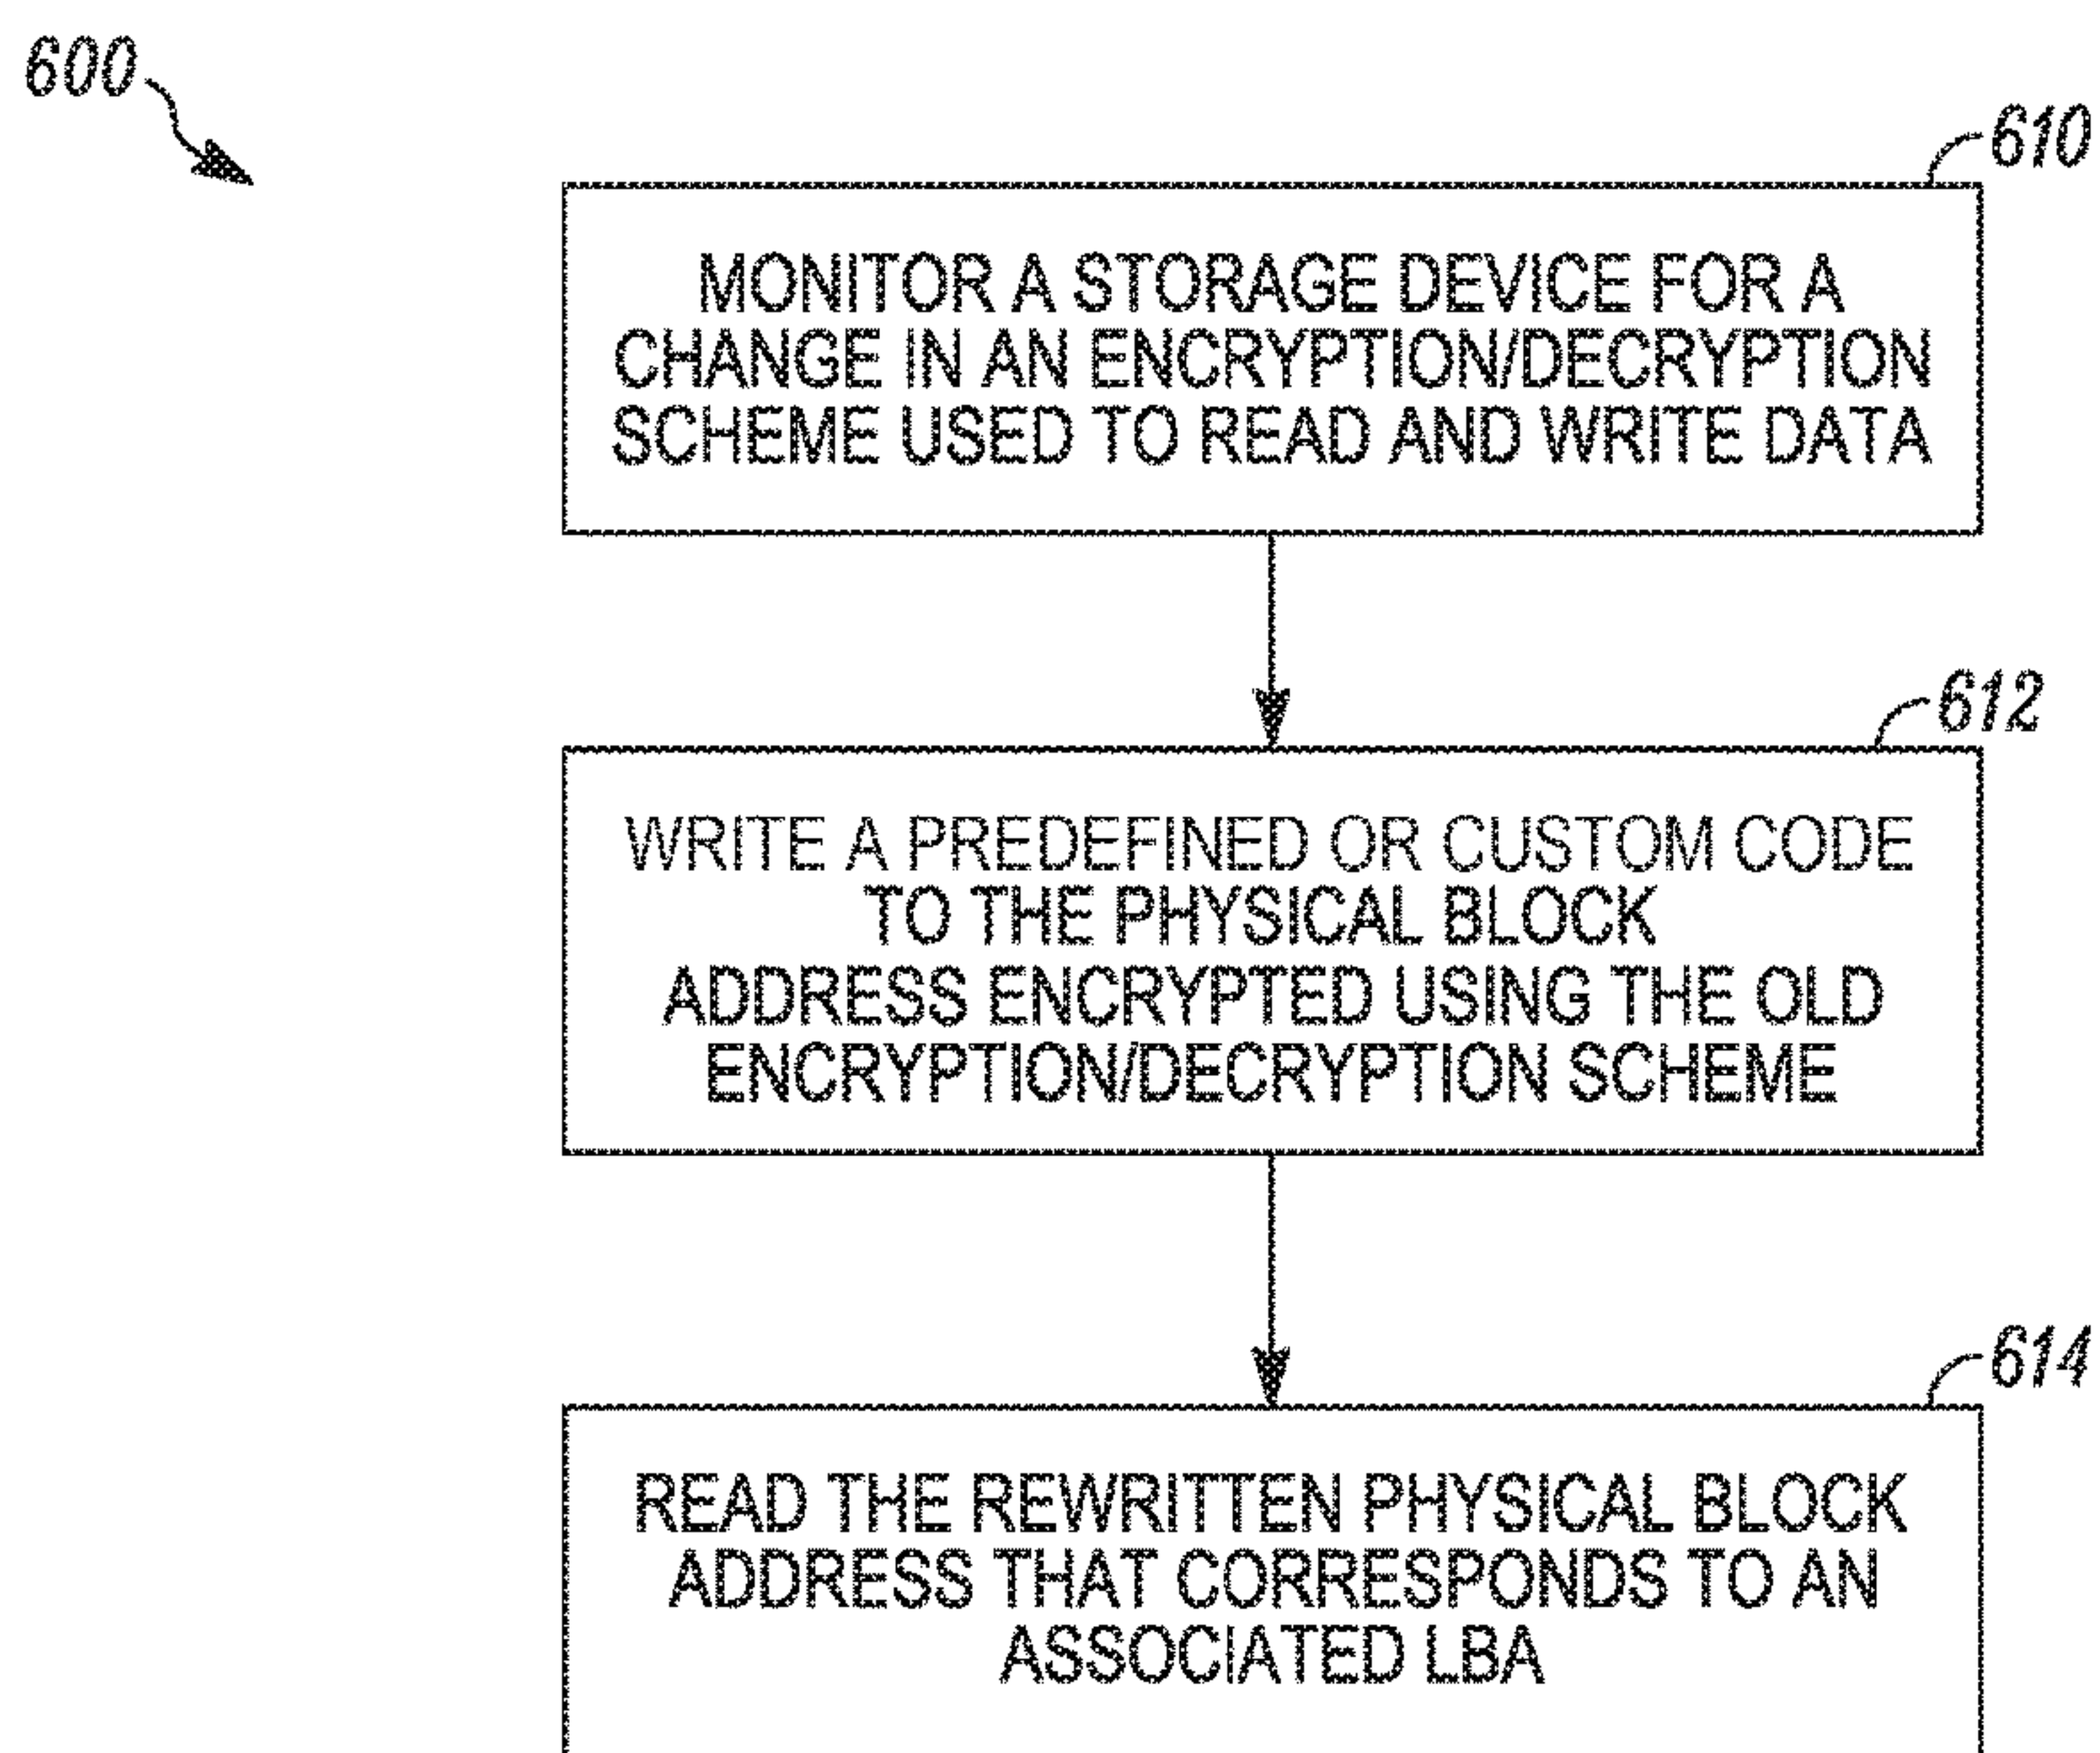 600
610
MONITOR A STORAGE DEVICE FOR A
CHANGE IN AN ENCRYPTION/DECRYPTION
SCHEME USED TO READ AND WRITE DATA
612
WRITE A PREDEFINED OR CUSTOM CODE
TO THE PHYSICAL BLOCK
ADDRESS ENCRYPTED USING THE OLD
ENCRYPTION/DECRYPTION SCHEME
614
READ THE REWRITTEN PHYSICAL BLOCK
ADDRESS THAT CORRESPONDS TO AN
ASSOCIATED LBA